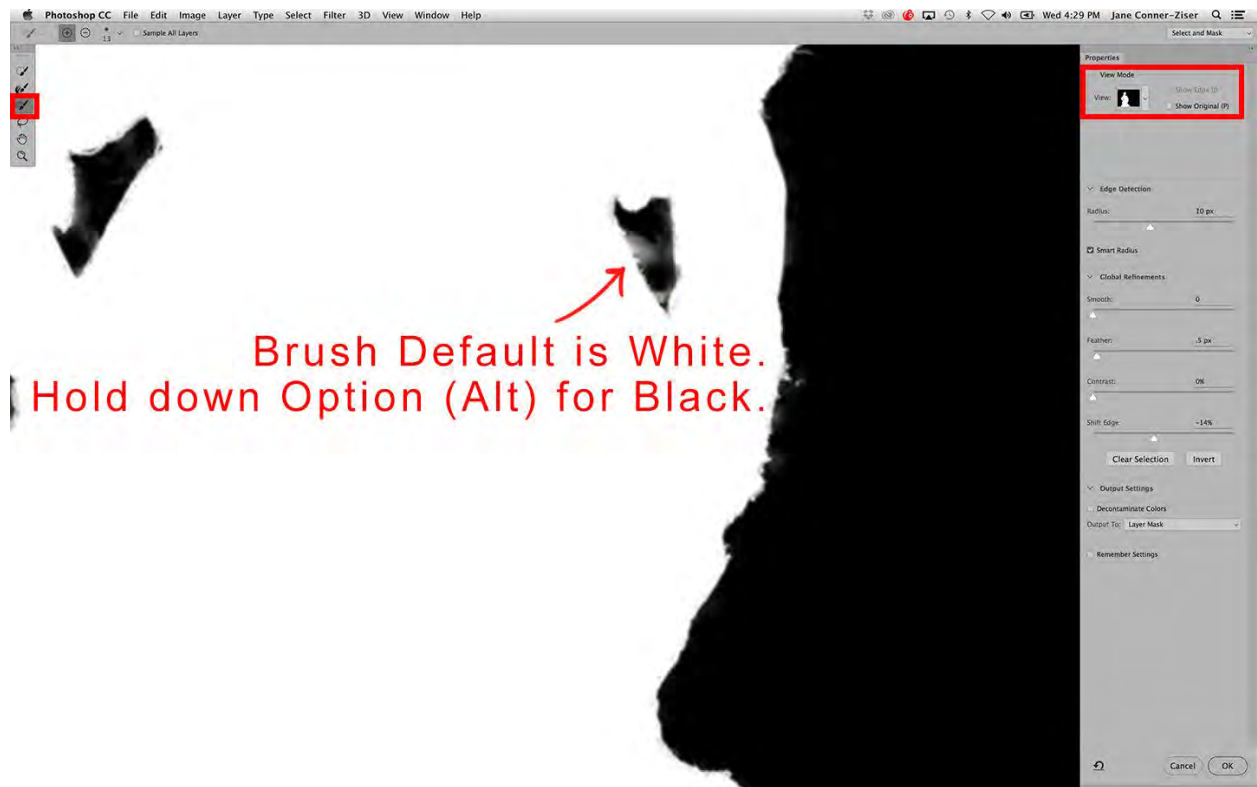 Photoshop CC File Edit Image Layer Type Select Filter 3D View Window Help Wed 4:29 PM Jane Conner-Ziser
13 Sample All Layers Select and Mask
Properties
View Mode
View: Show Edge (J)
Show Original (P)
Edge Detection
Radius: 10 px
Smart Radius
Global Refinements
Smooth: 0
Feather: .5 px
Contrast: 0%
Shift Edge: -14%
Clear Selection Invert
Output Settings
Decontaminate Colors
Output To: Layer Mask
Remember Settings
Brush Default is White.
Hold down Option (Alt) for Black.
Cancel OK